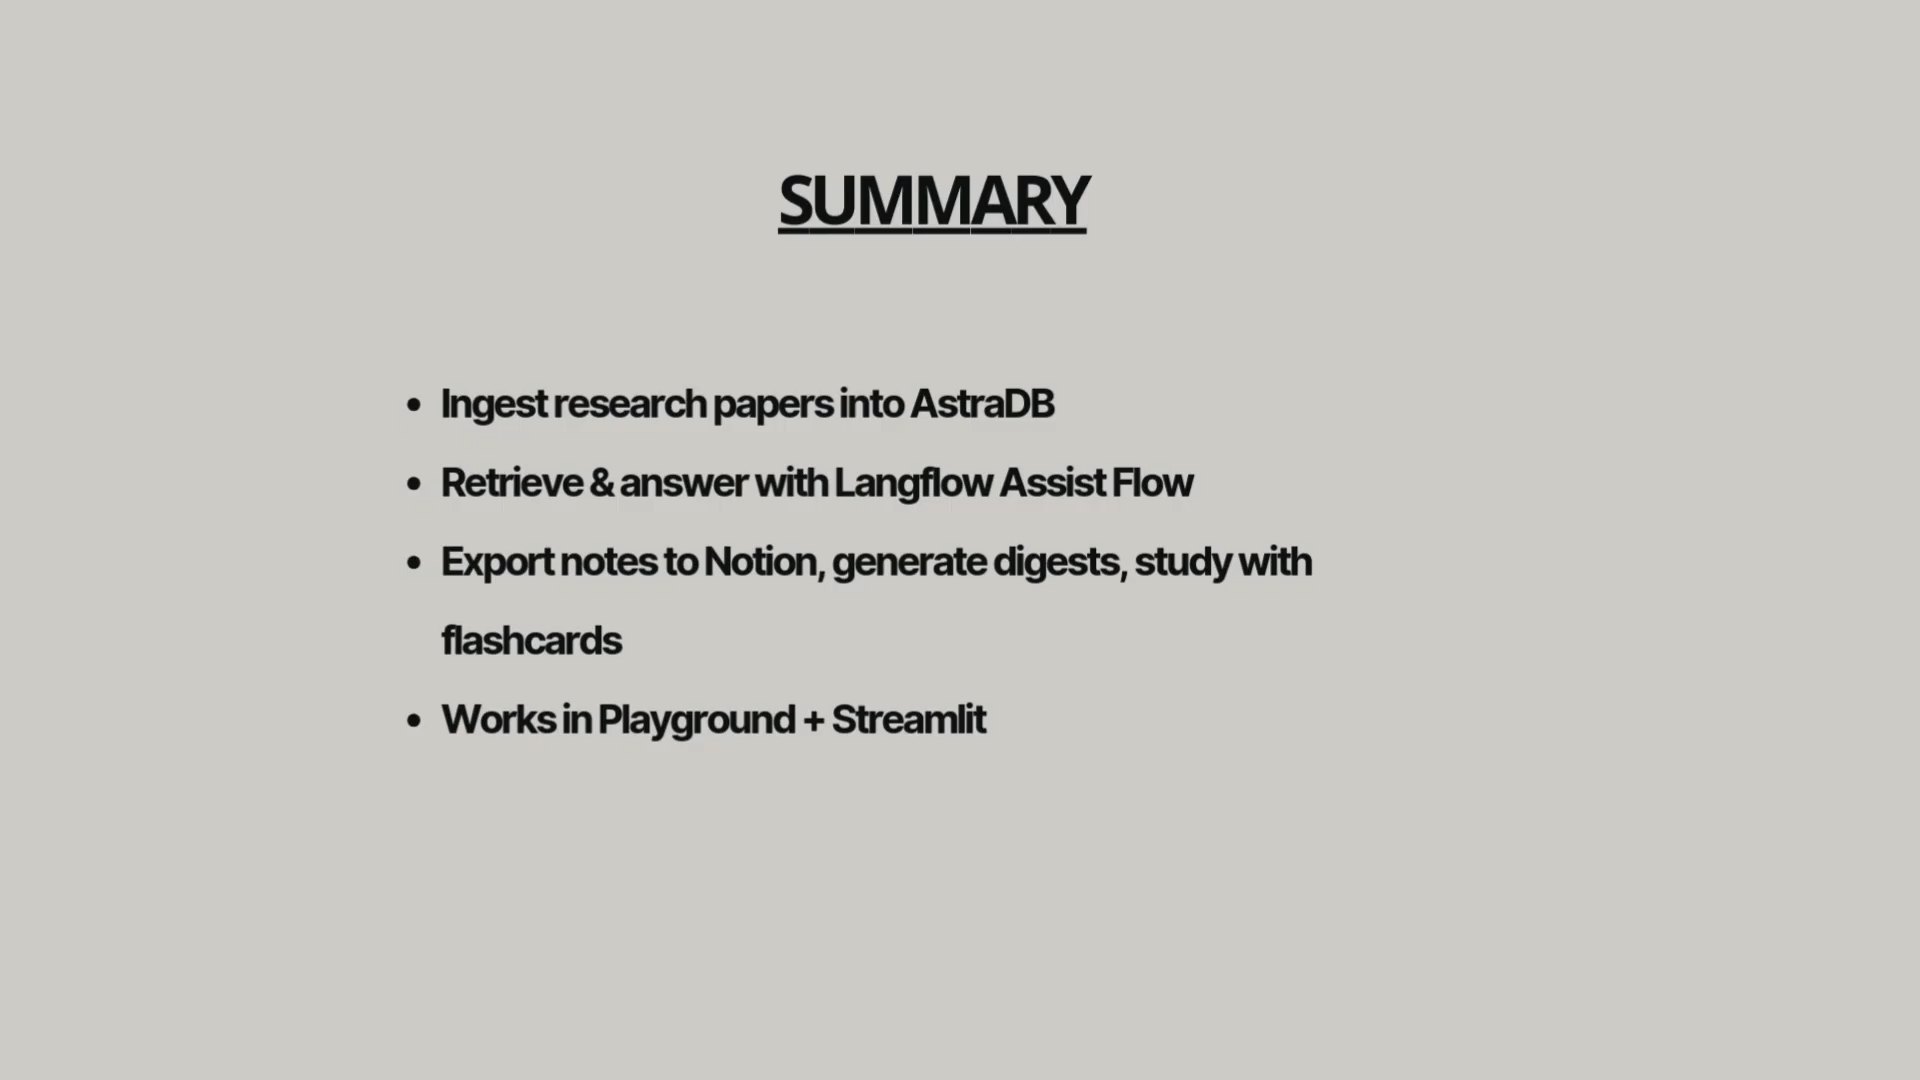 SUMMARY
• Ingest research papers into AstraDB
• Retrieve & answer with Langflow Assist Flow
• Export notes to Notion, generate digests, study with
flashcards
• Works in Playground + Streamlit